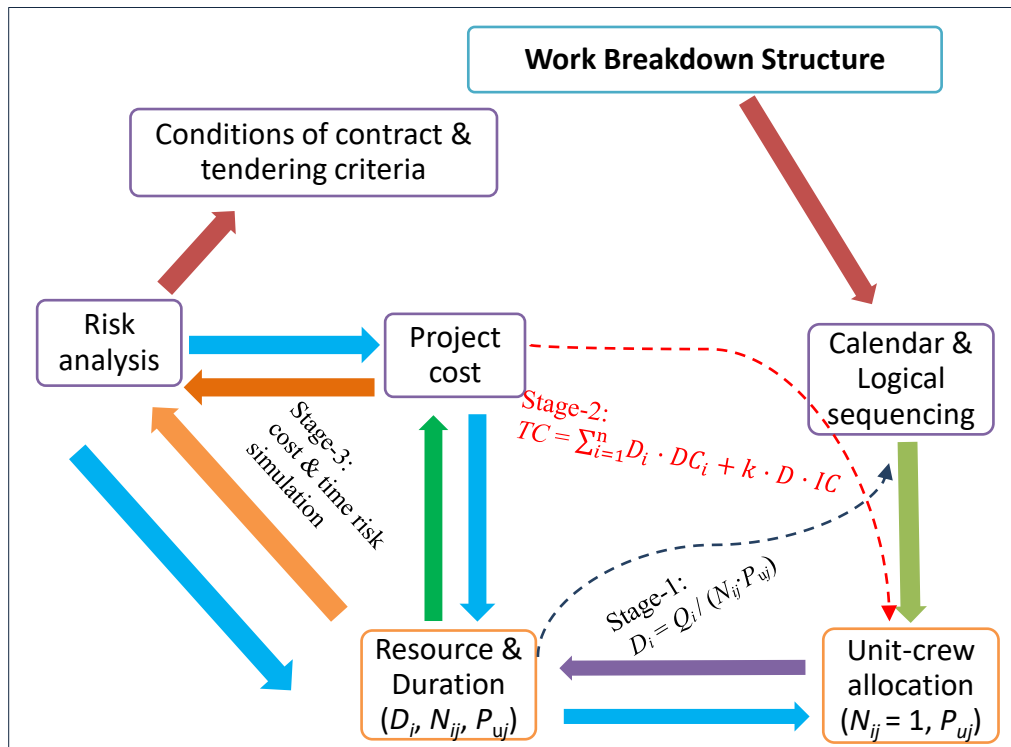 Work Breakdown Structure
Conditions of contract &
tendering criteria
Risk
analysis
Project
cost
Calendar &
Logical
sequencing
Stage-2:
TC = ∑ⁿᵢ₌₁ Dᵢ · DCᵢ + k · D · IC
Stage-3:
cost & time risk
simulation
Stage-1:
Dᵢ = Qᵢ / (Nᵢⱼ·Pᵤⱼ)
Resource &
Duration
(Dᵢ, Nᵢⱼ, Pᵤⱼ)
Unit-crew
allocation
(Nᵢⱼ = 1, Pᵤⱼ)